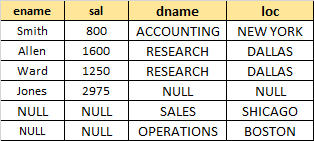 ename sal dname loc
Smith 800 ACCOUNTING NEW YORK
Allen 1600 RESEARCH DALLAS
Ward 1250 RESEARCH DALLAS
Jones 2975 NULL NULL
NULL NULL SALES SHICAGO
NULL NULL OPERATIONS BOSTON